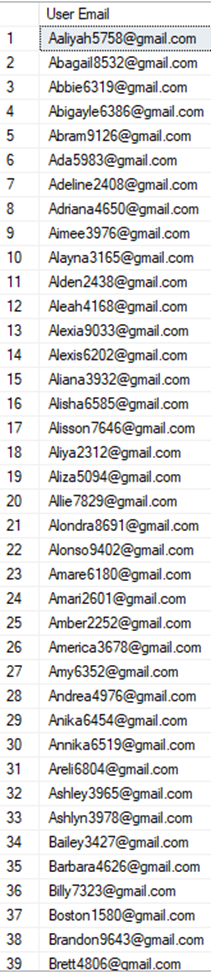 User Email
1 Aaliyah5758@gmail.com
2 Abagail8532@gmail.com
3 Abbie6319@gmail.com
4 Abigayle6386@gmail.com
5 Abram9126@gmail.com
6 Ada5983@gmail.com
7 Adeline2408@gmail.com
8 Adriana4650@gmail.com
9 Aimee3976@gmail.com
10 Alayna3165@gmail.com
11 Alden2438@gmail.com
12 Aleah4168@gmail.com
13 Alexia9033@gmail.com
14 Alexis6202@gmail.com
15 Aliana3932@gmail.com
16 Alisha6585@gmail.com
17 Alisson7646@gmail.com
18 Aliya2312@gmail.com
19 Aliza5094@gmail.com
20 Allie7829@gmail.com
21 Alondra8691@gmail.com
22 Alonso9402@gmail.com
23 Amare6180@gmail.com
24 Amari2601@gmail.com
25 Amber2252@gmail.com
26 America3678@gmail.com
27 Amy6352@gmail.com
28 Andrea4976@gmail.com
29 Anika6454@gmail.com
30 Annika6519@gmail.com
31 Areli6804@gmail.com
32 Ashley3965@gmail.com
33 Ashlyn3978@gmail.com
34 Bailey3427@gmail.com
35 Barbara4626@gmail.com
36 Billy7323@gmail.com
37 Boston1580@gmail.com
38 Brandon9643@gmail.com
39 Brett4806@gmail.com